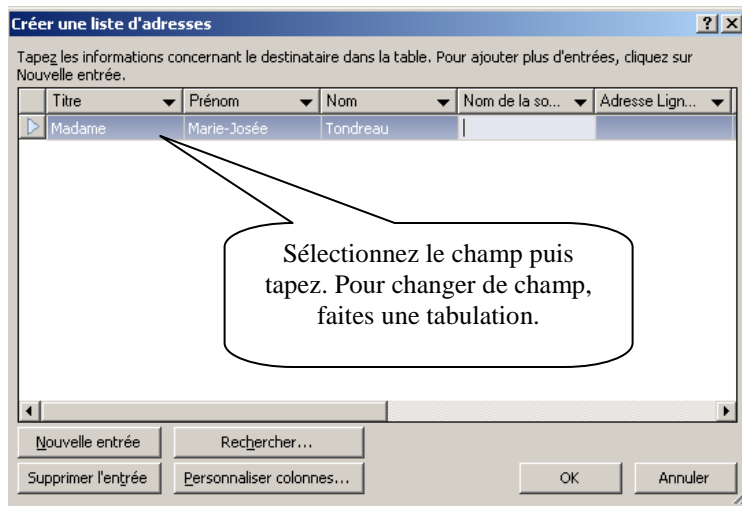 Créer une liste d'adresses
Tapez les informations concernant le destinataire dans la table. Pour ajouter plus d'entrées, cliquez sur
Nouvelle entrée.
Titre Prénom Nom Nom de la so... Adresse Lign...
Madame Marie-Josée Tondreau
Sélectionnez le champ puis
tapez. Pour changer de champ,
faites une tabulation.
Nouvelle entrée Rechercher...
Supprimer l'entrée Personnaliser colonnes... OK Annuler